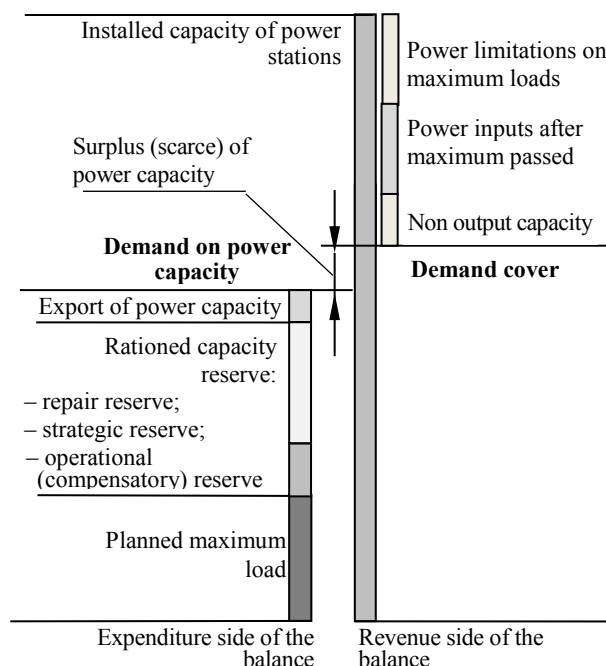 Installed capacity of power
stations
Power limitations on
maximum loads
Power inputs after
maximum passed
Surplus (scarce) of
power capacity
Non output capacity
Demand on power
capacity
Demand cover
Export of power capacity
Rationed capacity
reserve:
– repair reserve;
– strategic reserve;
– operational
(compensatory) reserve
Planned maximum
load
Expenditure side of the
balance
Revenue side of the
balance